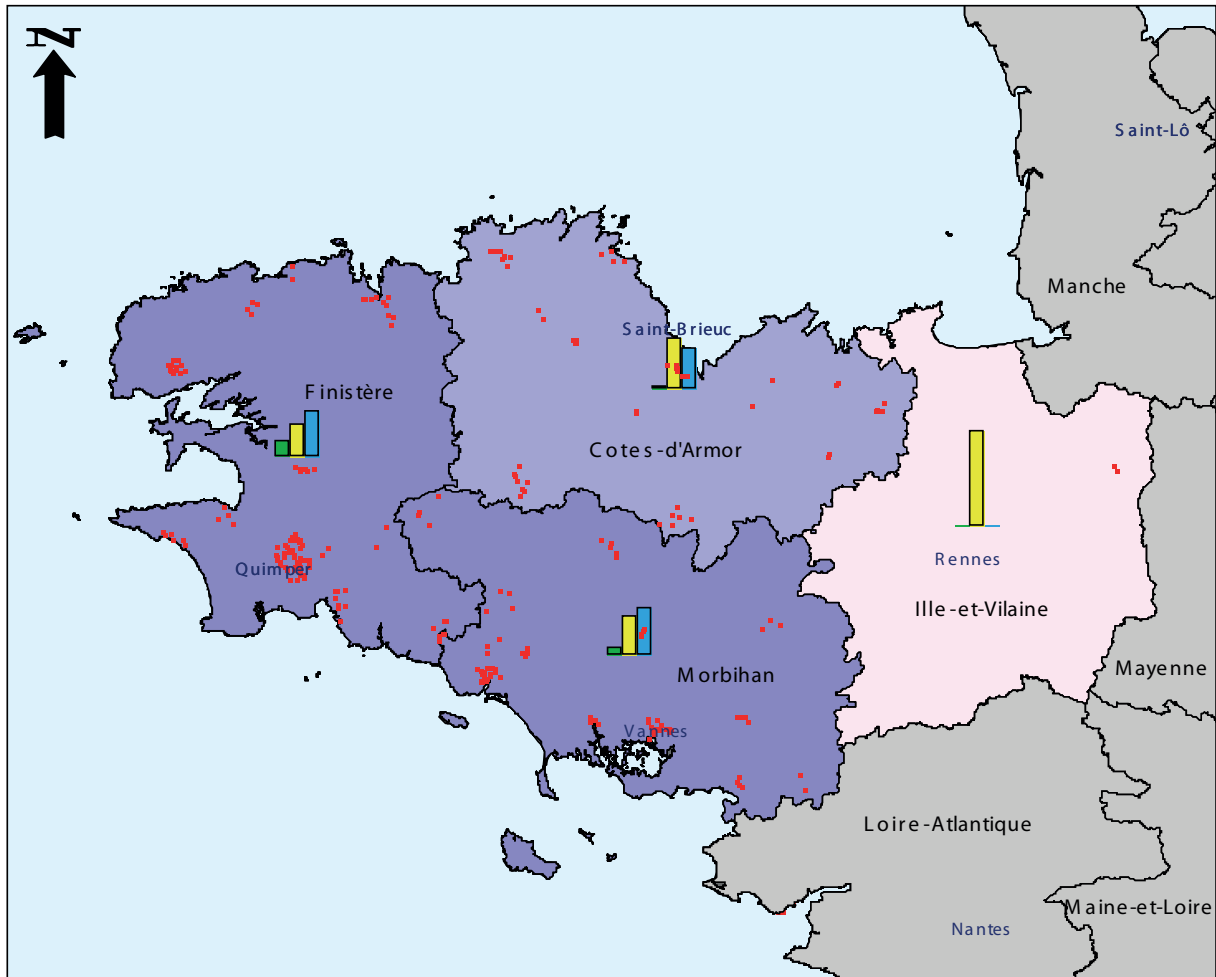 N
Saint-Lô
Manche
Saint-Brieuc
Finistère
Cotes-d'Armor
Rennes
Quimper
Ille-et-Vilaine
Mayenne
Morbihan
Vannes
Loire-Atlantique
Maine-et-Loire
Nantes